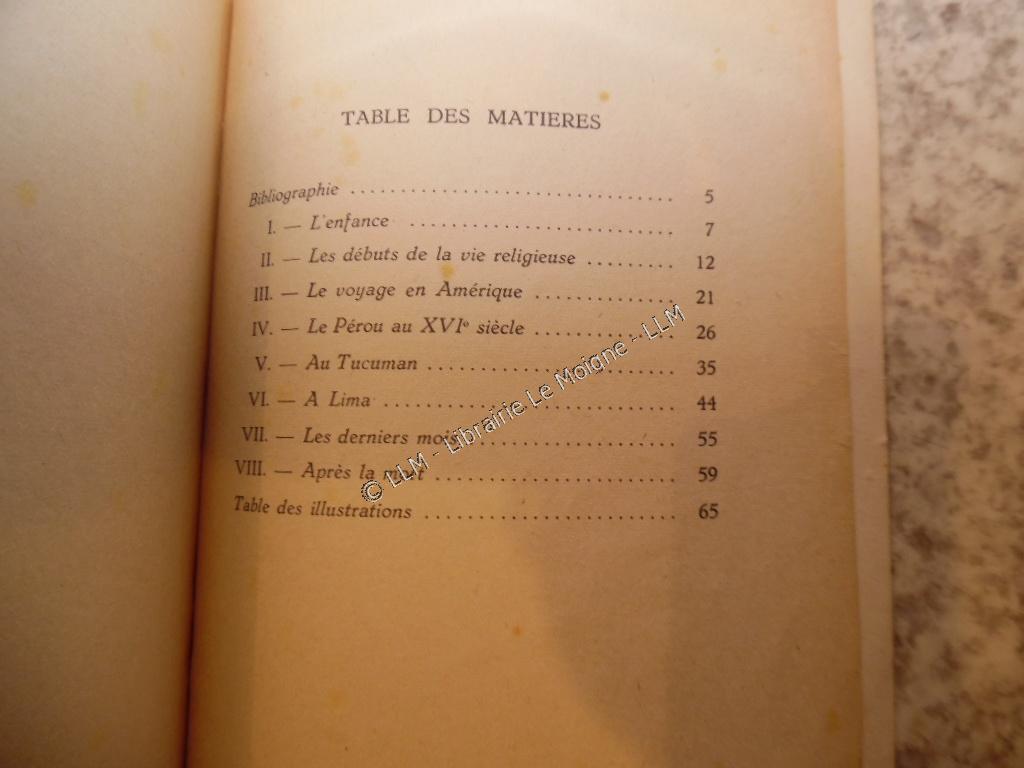 TABLE DES MATIERES
Bibliographie ................................ 5
I. — L'enfance .......................... 7
II. — Les débuts de la vie religieuse ......... 12
III. — Le voyage en Amérique .............. 21
IV. — Le Pérou au XVIe siècle .............. 26
V. — Au Tucuman ......................... 35
VI. — A Lima ............................. 44
VII. — Les derniers mois .................... 55
VIII. — Après la mort ........................ 59
Table des illustrations ......................... 65
© LLM - Librairie Le Moigne - LLM